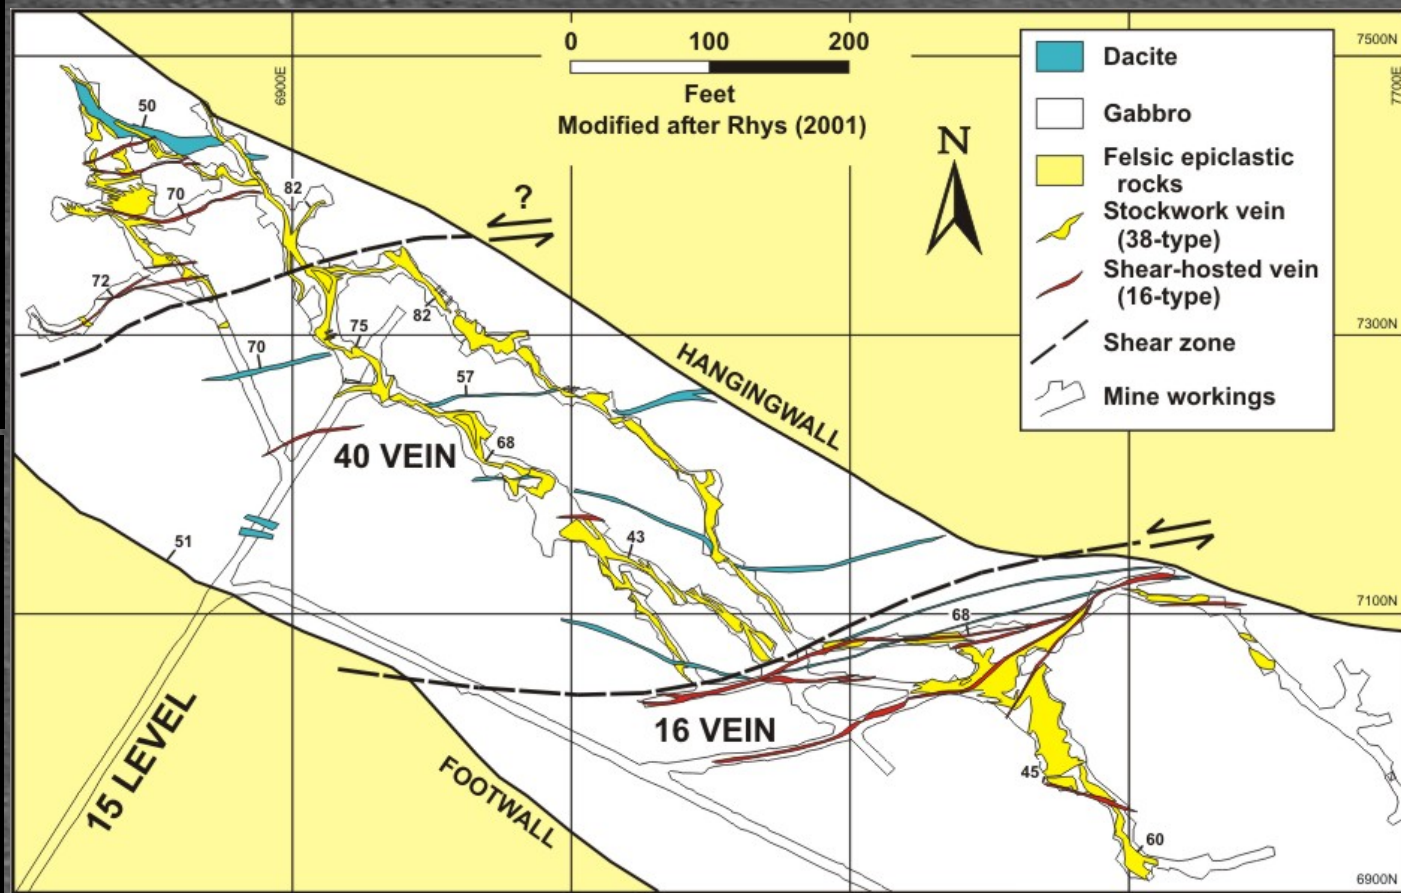 0 100 200
Feet
Modified after Rhys (2001)
N
7500N
7700E
6900E
Dacite
Gabbro
Felsic epiclastic
rocks
Stockwork vein
(38-type)
Shear-hosted vein
(16-type)
Shear zone
Mine workings
50
82
70
?
72
82
75
7300N
70
57
HANGINGWALL
40 VEIN
68
51
43
7100N
68
16 VEIN
15 LEVEL
FOOTWALL
45
60
6900N